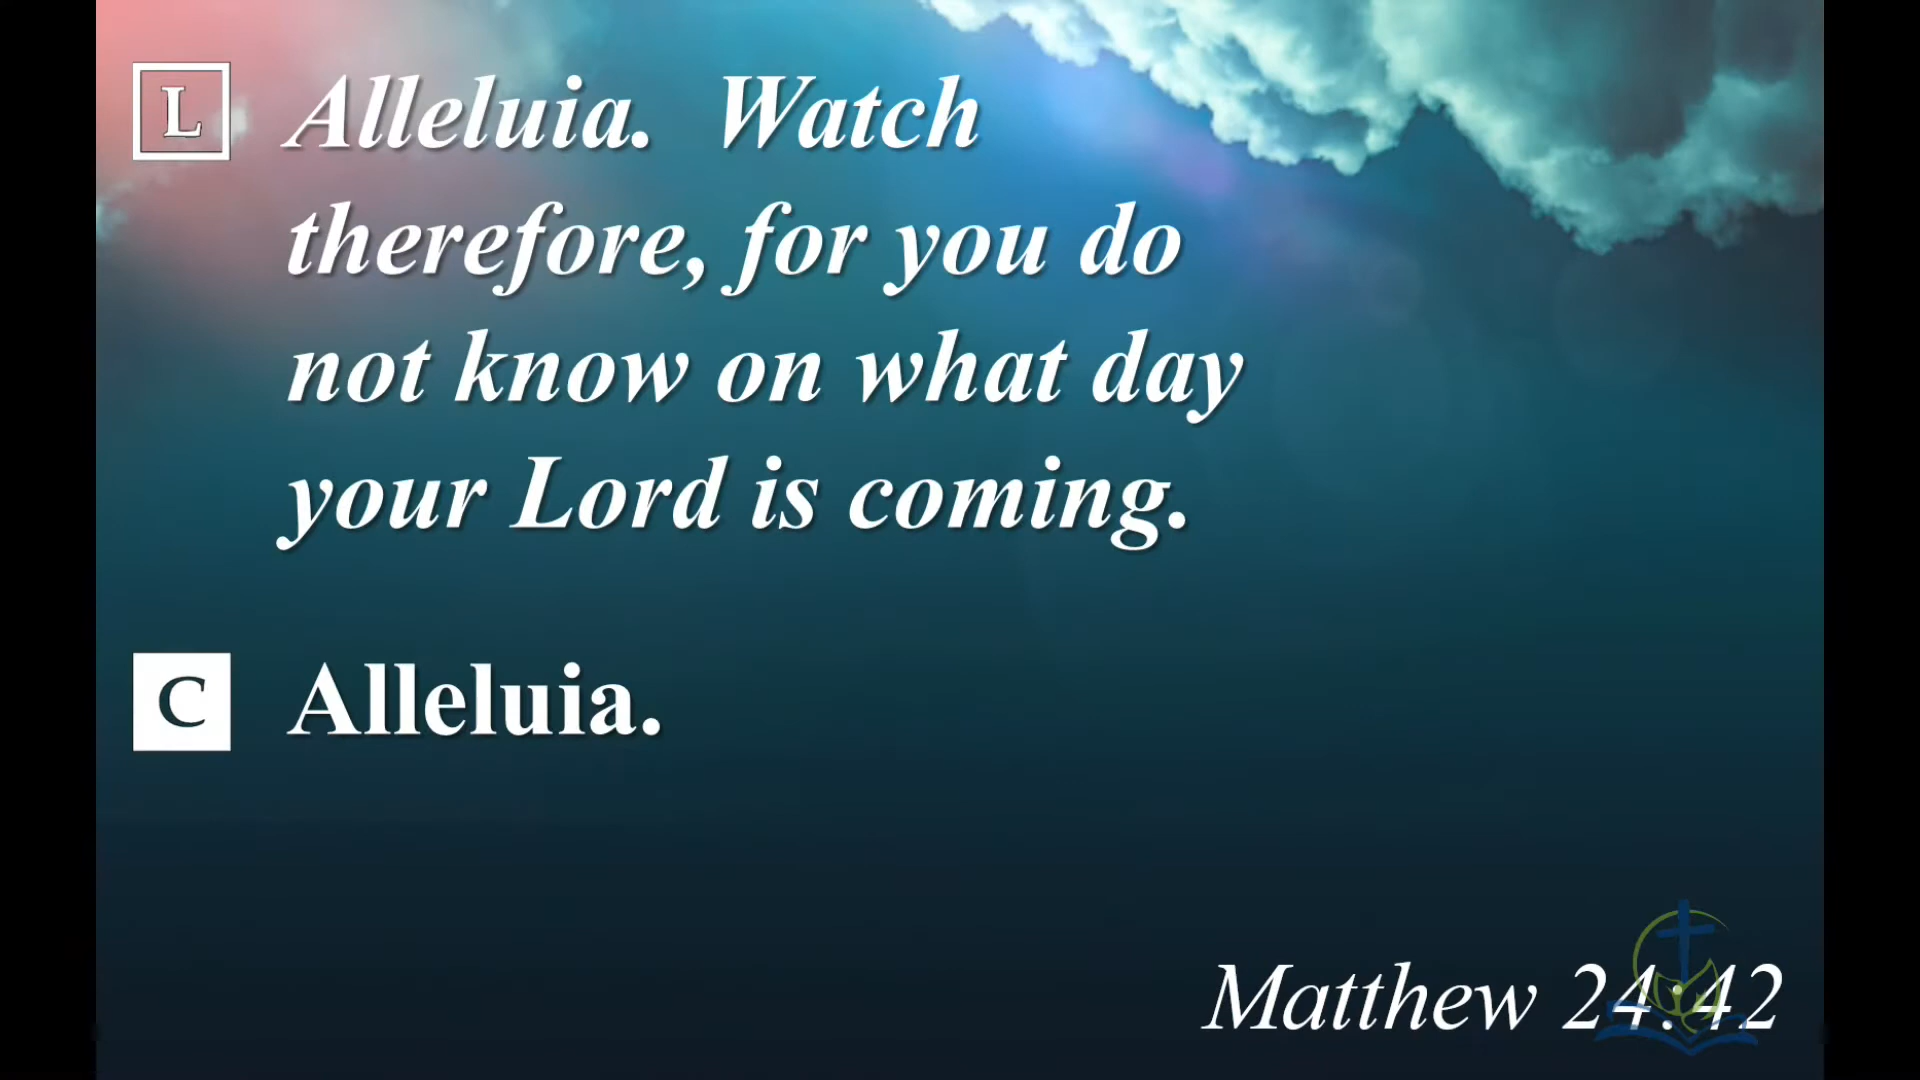 L Alleluia. Watch
therefore, for you do
not know on what day
your Lord is coming.
C Alleluia.
Matthew 24:42